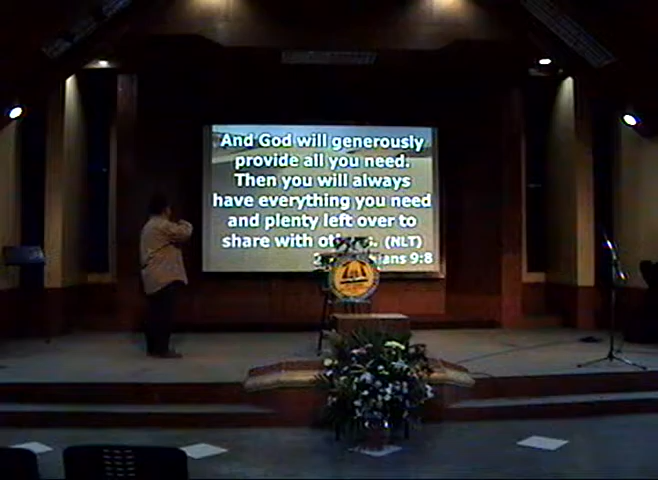 And God will generously
provide all you need.
Then you will always
have everything you need
and plenty left over to
share with (NLT)
9:8